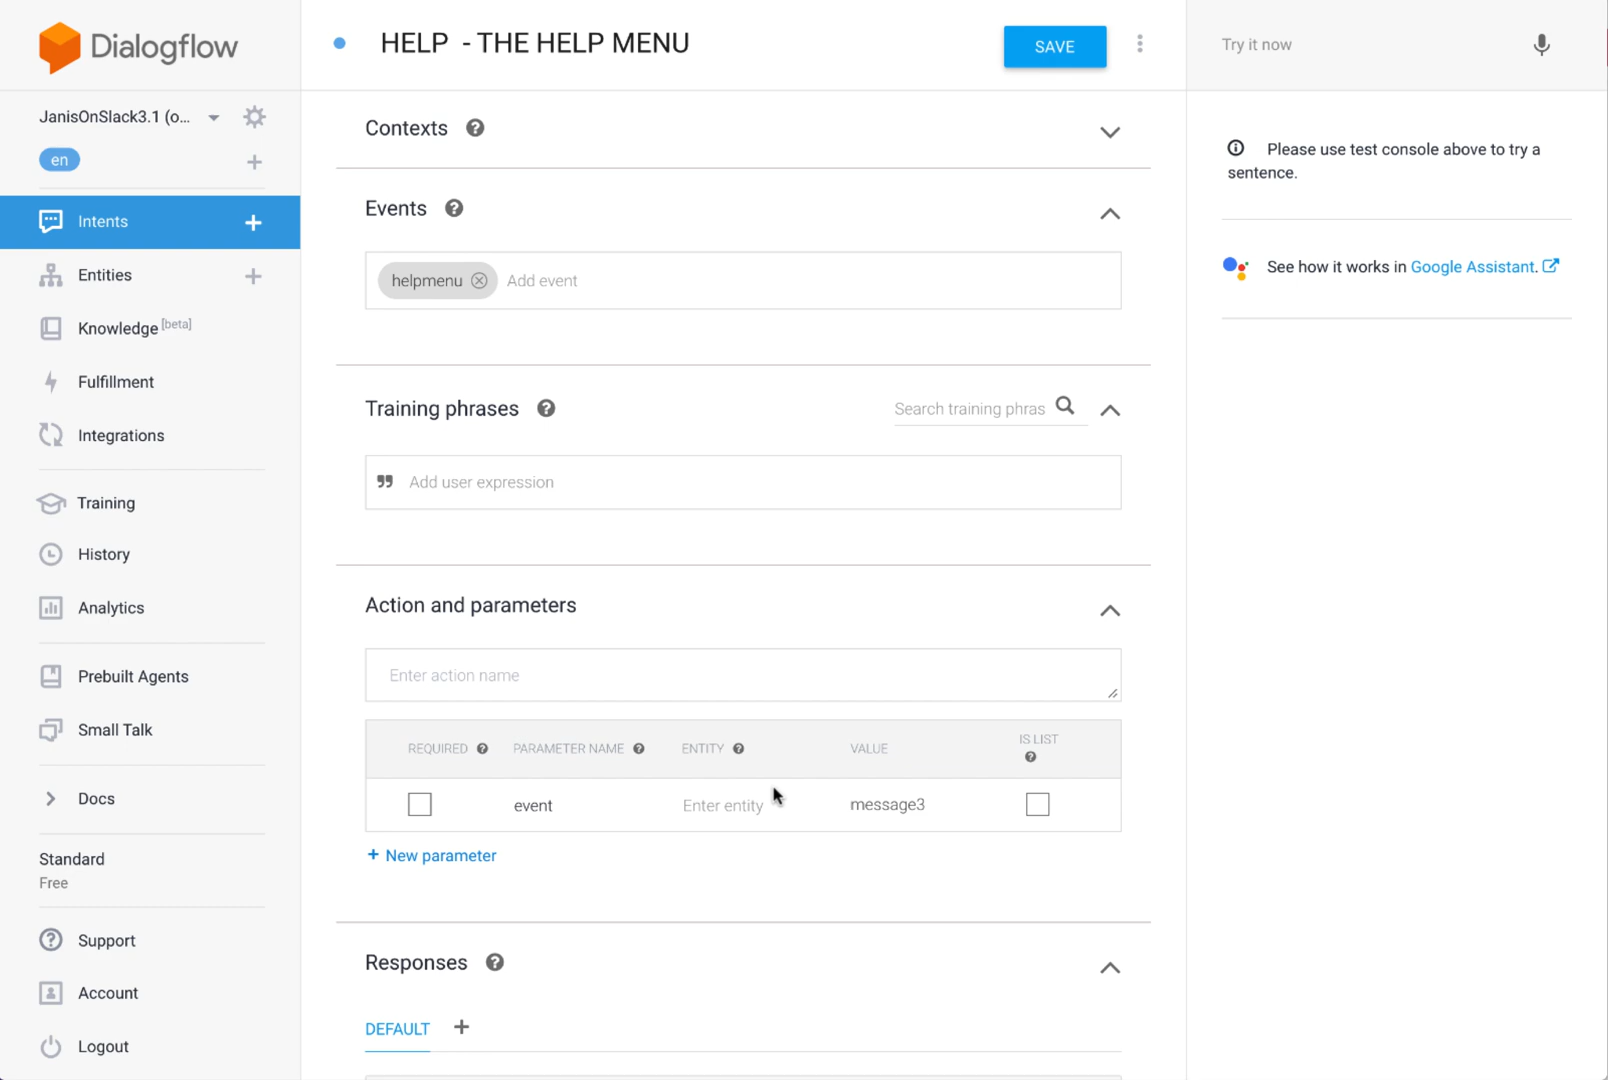 Dialogflow
JanisOnSlack3.1 (o...
en
Intents
Entities
Knowledge [beta]
Fulfillment
Integrations
Training
History
Analytics
Prebuilt Agents
Small Talk
Docs
Standard
Free
Support
Account
Logout
HELP - THE HELP MENU
SAVE
Contexts
Events
helpmenu Add event
Training phrases
Search training phras
Add user expression
Action and parameters
Enter action name
REQUIRED PARAMETER NAME ENTITY VALUE IS LIST
event Enter entity message3
+ New parameter
Responses
DEFAULT +
Try it now
Please use test console above to try a
sentence.
See how it works in Google Assistant.